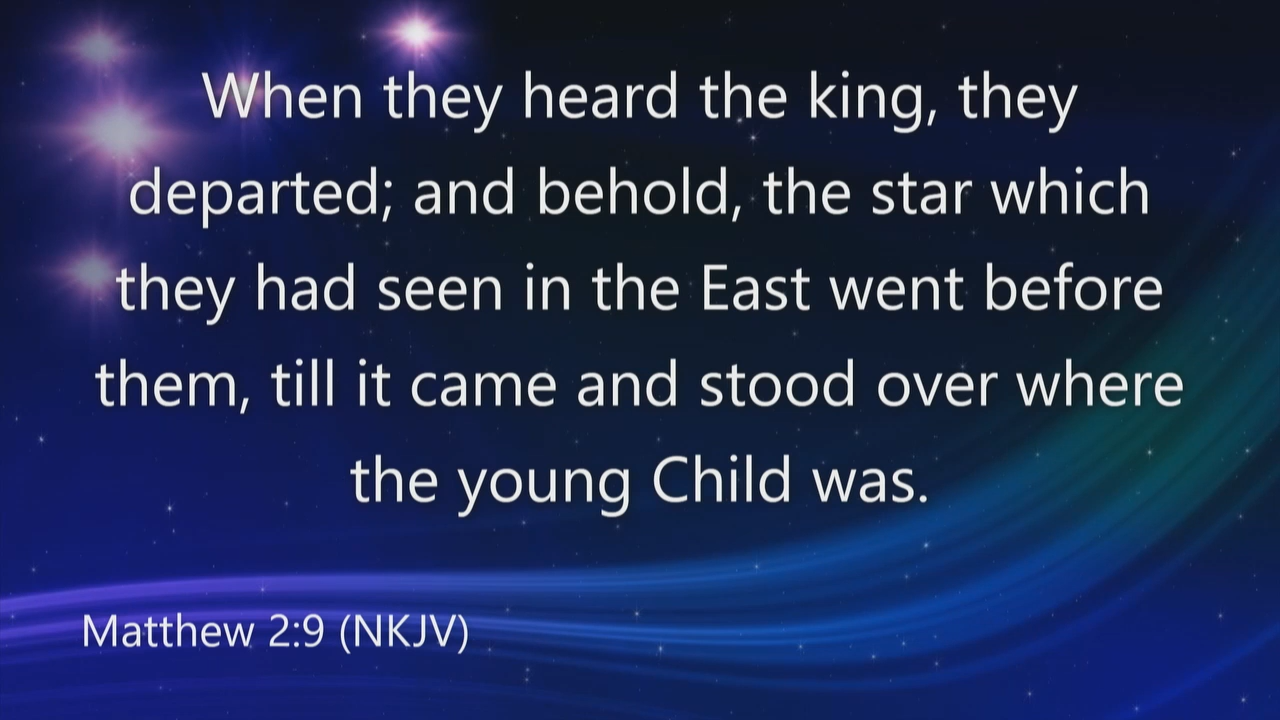 When they heard the king, they
departed; and behold, the star which
they had seen in the East went before
them, till it came and stood over where
the young Child was.
Matthew 2:9 (NKJV)